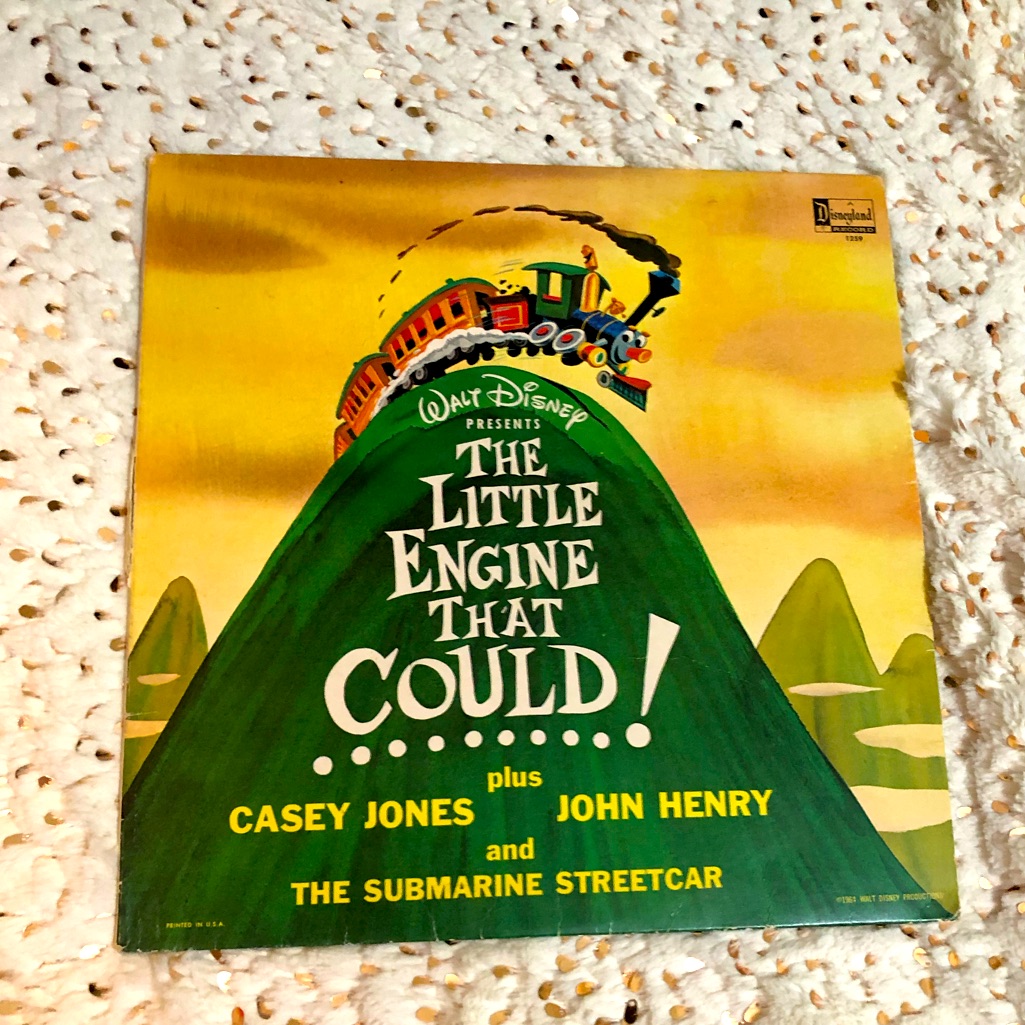 Disneyland
RECORD
1359
WALT DISNEY
PRESENTS
THE
LITTLE
ENGINE
THAT
COULD!
plus
CASEY JONES JOHN HENRY
and
THE SUBMARINE STREETCAR
©1964 WALT DISNEY PRODUCTIONS
PRINTED IN U.S.A.